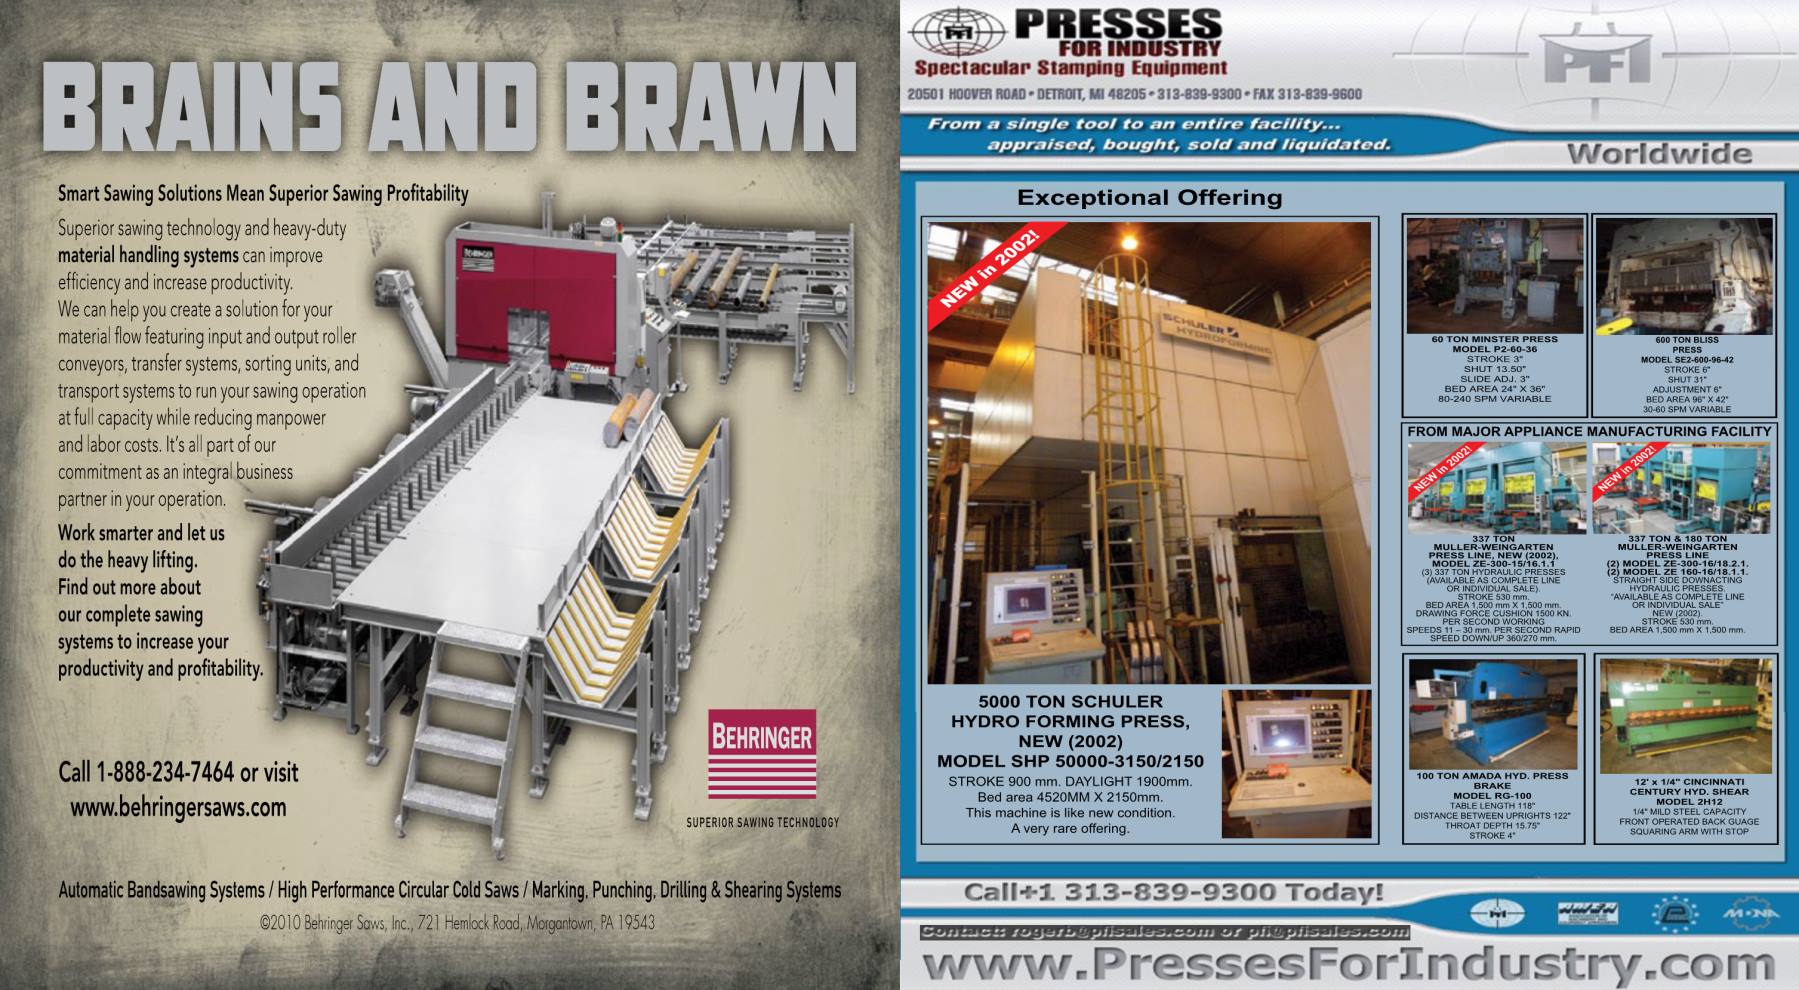 BRAINS AND BRAWN
Smart Sawing Solutions Mean Superior Sawing Profitability
Superior sawing technology and heavy-duty
material handling systems can improve
efficiency and increase productivity.
We can help you create a solution for your
material flow featuring input and output roller
conveyors, transfer systems, sorting units, and
transport systems to run your sawing operation
at full capacity while reducing manpower
and labor costs. It's all part of our
commitment as an integral business
partner in your operation.
Work smarter and let us
do the heavy lifting.
Find out more about
our complete sawing
systems to increase your
productivity and profitability.
BEHRINGER
Call 1-888-234-7464 or visit
www.behringersaws.com
BEHRINGER
SUPERIOR SAWING TECHNOLOGY
Automatic Bandsawing Systems / High Performance Circular Cold Saws / Marking, Punching, Drilling & Shearing Systems
©2010 Behringer Saws, Inc., 721 Hemlock Road, Morgantown, PA 19543
PFI
PRESSES
FOR INDUSTRY
Spectacular Stamping Equipment
20501 HOOVER ROAD • DETROIT, MI 48205 • 313-839-9300 • FAX 313-839-9600
PFI
From a single tool to an entire facility...
appraised, bought, sold and liquidated.
Worldwide
Exceptional Offering
NEW in 2002!
SCHULER
HYDROFORMING
5000 TON SCHULER
HYDRO FORMING PRESS,
NEW (2002)
MODEL SHP 50000-3150/2150
STROKE 900 mm. DAYLIGHT 1900mm.
Bed area 4520MM X 2150mm.
This machine is like new condition.
A very rare offering.
60 TON MINSTER PRESS
MODEL P2-60-36
STROKE 3"
SHUT 13.50"
SLIDE ADJ. 3"
BED AREA 24" X 36"
80-240 SPM VARIABLE
600 TON BLISS
PRESS
MODEL SE2-600-96-42
STROKE 6"
SHUT 31"
ADJUSTMENT 6"
BED AREA 96" X 42"
30-60 SPM VARIABLE
FROM MAJOR APPLIANCE MANUFACTURING FACILITY
NEW in 2002!
337 TON
MULLER-WEINGARTEN
PRESS LINE, NEW (2002),
MODEL ZE-300-15/16.1.1
(3) 337 TON HYDRAULIC PRESSES
(AVAILABLE AS COMPLETE LINE
OR INDIVIDUAL SALE).
STROKE 530 mm.
BED AREA 1,500 mm X 1,500 mm.
DRAWING FORCE CUSHION 1500 KN.
PER SECOND WORKING
SPEEDS 11 – 30 mm. PER SECOND RAPID
SPEED DOWN/UP 360/270 mm.
NEW in 2002!
337 TON & 180 TON
MULLER-WEINGARTEN
PRESS LINE
(2) MODEL ZE-300-16/18.2.1.
(2) MODEL ZE 160-16/18.1.1.
STRAIGHT SIDE DOWNACTING
HYDRAULIC PRESSES.
"AVAILABLE AS COMPLETE LINE
OR INDIVIDUAL SALE"
NEW (2002).
STROKE 530 mm.
BED AREA 1,500 mm X 1,500 mm.
100 TON AMADA HYD. PRESS
BRAKE
MODEL RG-100
TABLE LENGTH 118"
DISTANCE BETWEEN UPRIGHTS 122"
THROAT DEPTH 15.75"
STROKE 4"
12' x 1/4" CINCINNATI
CENTURY HYD. SHEAR
MODEL 2H12
1/4" MILD STEEL CAPACITY
FRONT OPERATED BACK GUAGE
SQUARING ARM WITH STOP
Call+1 313-839-9300 Today!
Contact: rogerb@pfisales.com or pfi@pfisales.com
PFI
MDNA
www.PressesForIndustry.com